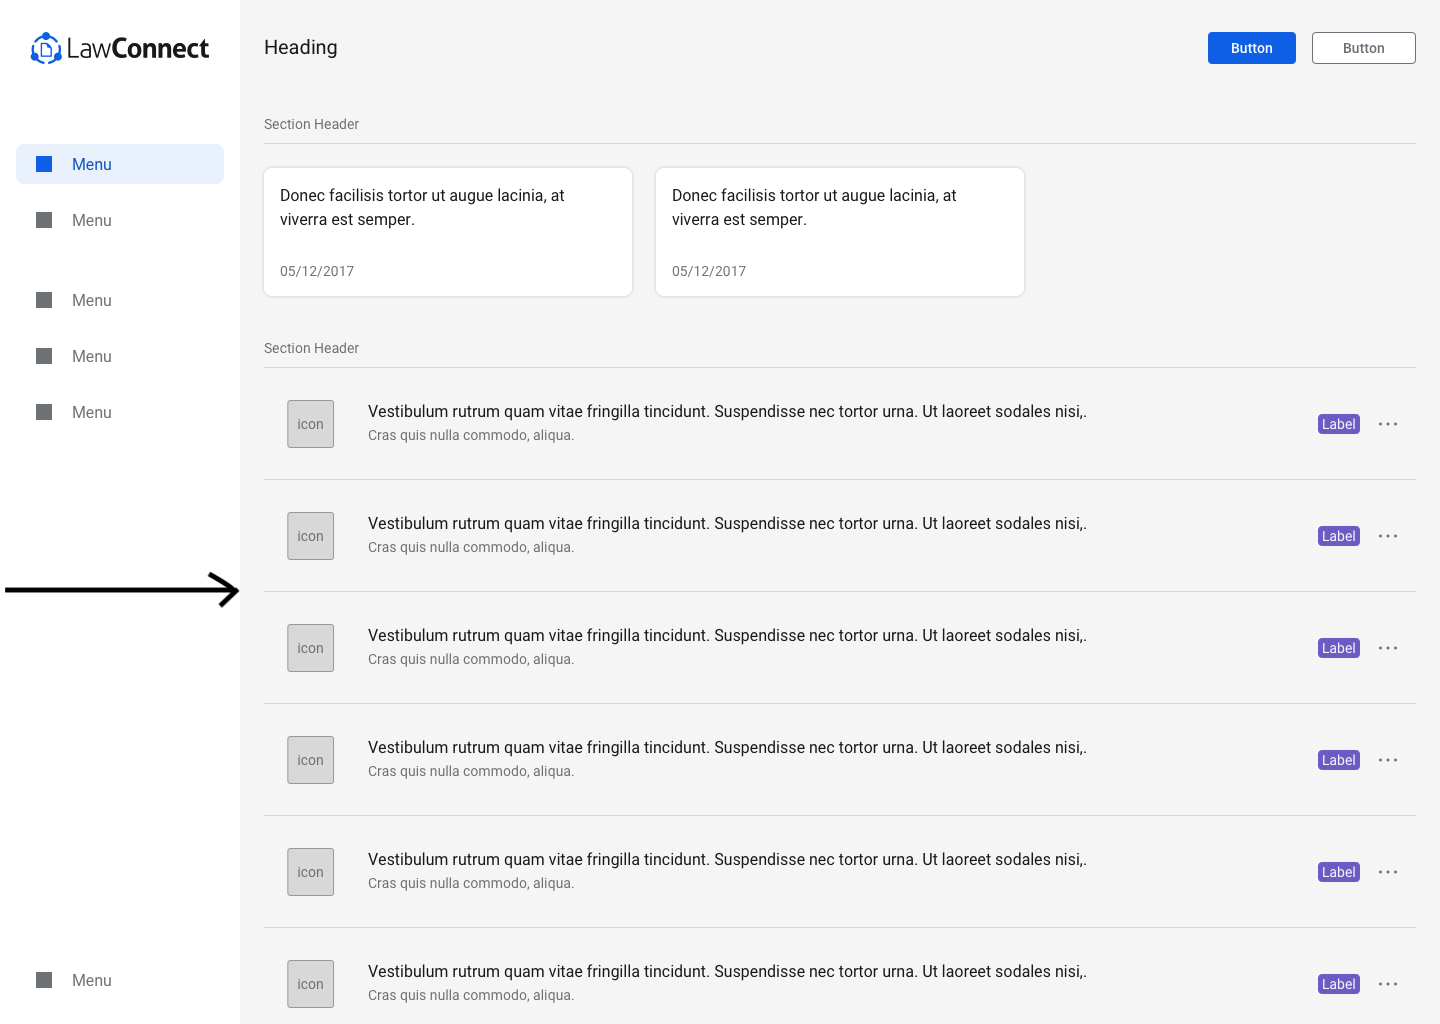 LawConnect
Menu
Menu
Menu
Menu
Menu
Menu
Heading
Button
Button
Section Header
Donec facilisis tortor ut augue lacinia, at
viverra est semper.
05/12/2017
Donec facilisis tortor ut augue lacinia, at
viverra est semper.
05/12/2017
Section Header
icon
Vestibulum rutrum quam vitae fringilla tincidunt. Suspendisse nec tortor urna. Ut laoreet sodales nisi,.
Cras quis nulla commodo, aliqua.
Label
icon
Vestibulum rutrum quam vitae fringilla tincidunt. Suspendisse nec tortor urna. Ut laoreet sodales nisi,.
Cras quis nulla commodo, aliqua.
Label
icon
Vestibulum rutrum quam vitae fringilla tincidunt. Suspendisse nec tortor urna. Ut laoreet sodales nisi,.
Cras quis nulla commodo, aliqua.
Label
icon
Vestibulum rutrum quam vitae fringilla tincidunt. Suspendisse nec tortor urna. Ut laoreet sodales nisi,.
Cras quis nulla commodo, aliqua.
Label
icon
Vestibulum rutrum quam vitae fringilla tincidunt. Suspendisse nec tortor urna. Ut laoreet sodales nisi,.
Cras quis nulla commodo, aliqua.
Label
icon
Vestibulum rutrum quam vitae fringilla tincidunt. Suspendisse nec tortor urna. Ut laoreet sodales nisi,.
Cras quis nulla commodo, aliqua.
Label